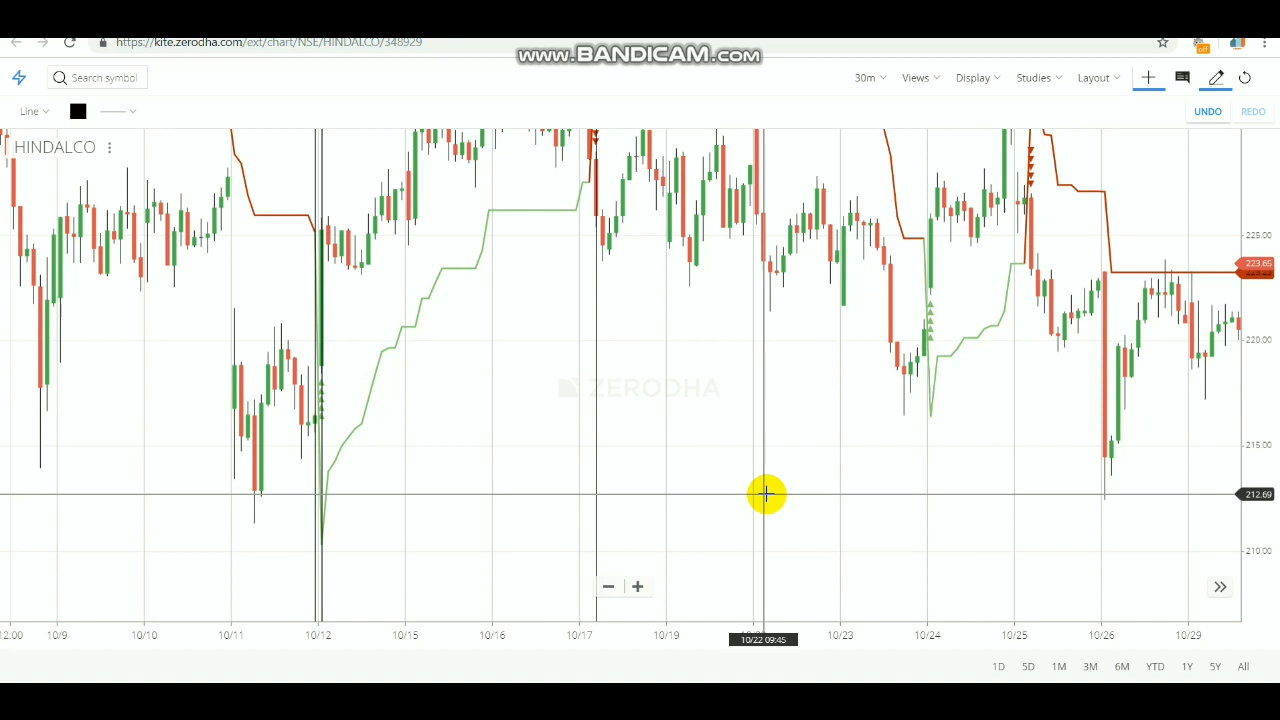 https://kite.zerodha.com/ext/chart/NSE/HINDALCO/348929
www.BANDICAM.com
off
Search symbol
30m
Views
Display
Studies
Layout
Line
UNDO
REDO
HINDALCO
225.00
223.65
220.00
ZERODHA
215.00
212.69
210.00
12:00
10/9
10/10
10/11
10/12
10/15
10/16
10/17
10/19
10/22 09:45
10/23
10/24
10/25
10/26
10/29
1D
5D
1M
3M
6M
YTD
1Y
5Y
All